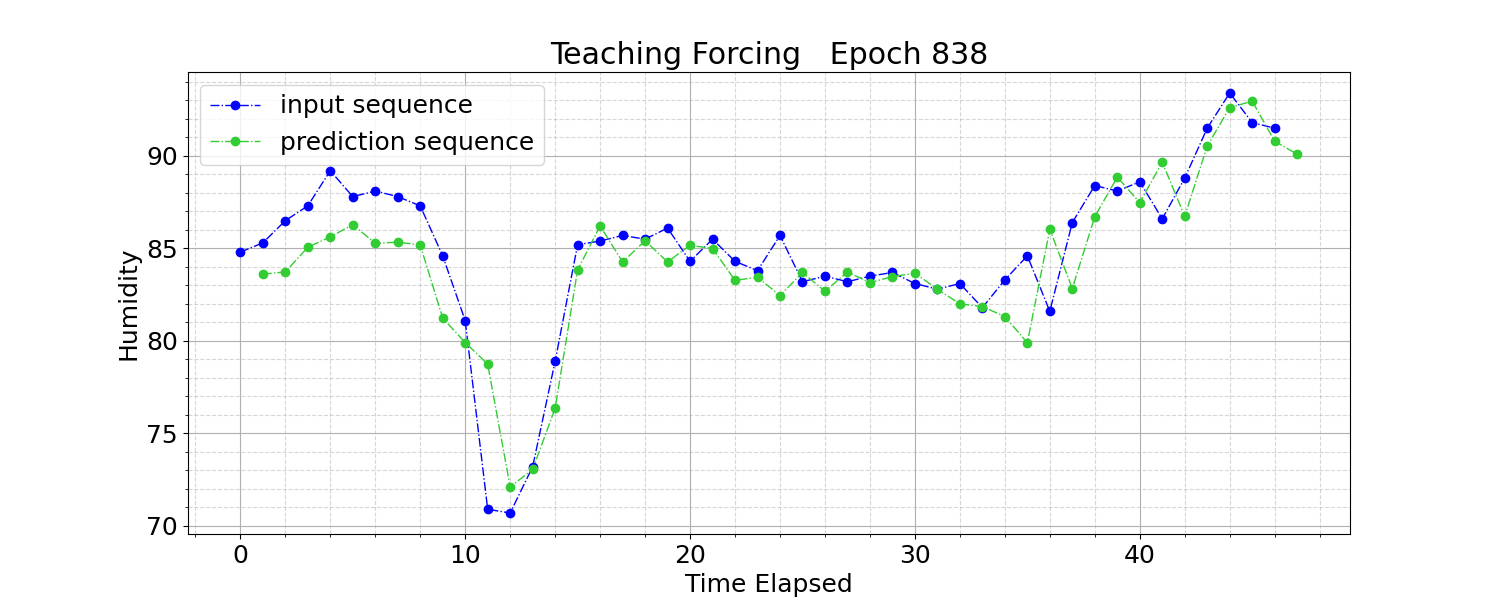 Teaching Forcing   Epoch 838
input sequence
prediction sequence
Humidity
90
85
80
75
70
0 10 20 30 40
Time Elapsed